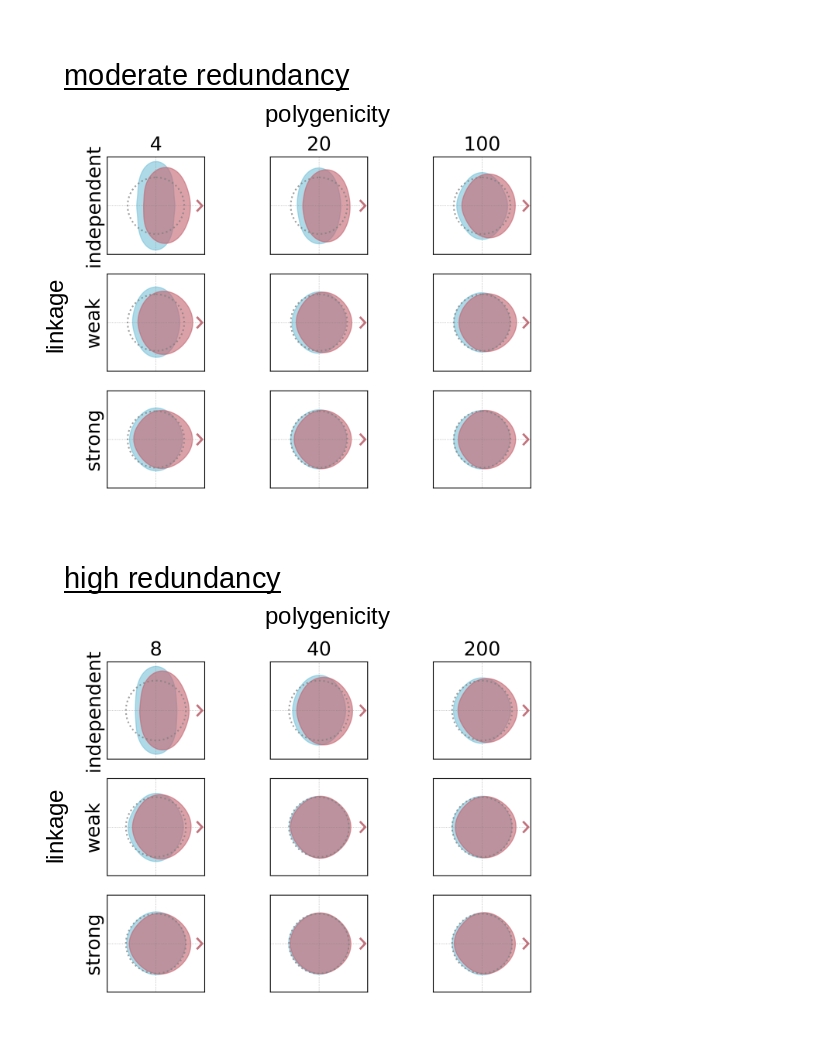 moderate redundancy
polygenicity
4 20 100
independent
linkage
weak
strong
high redundancy
polygenicity
8 40 200
independent
linkage
weak
strong